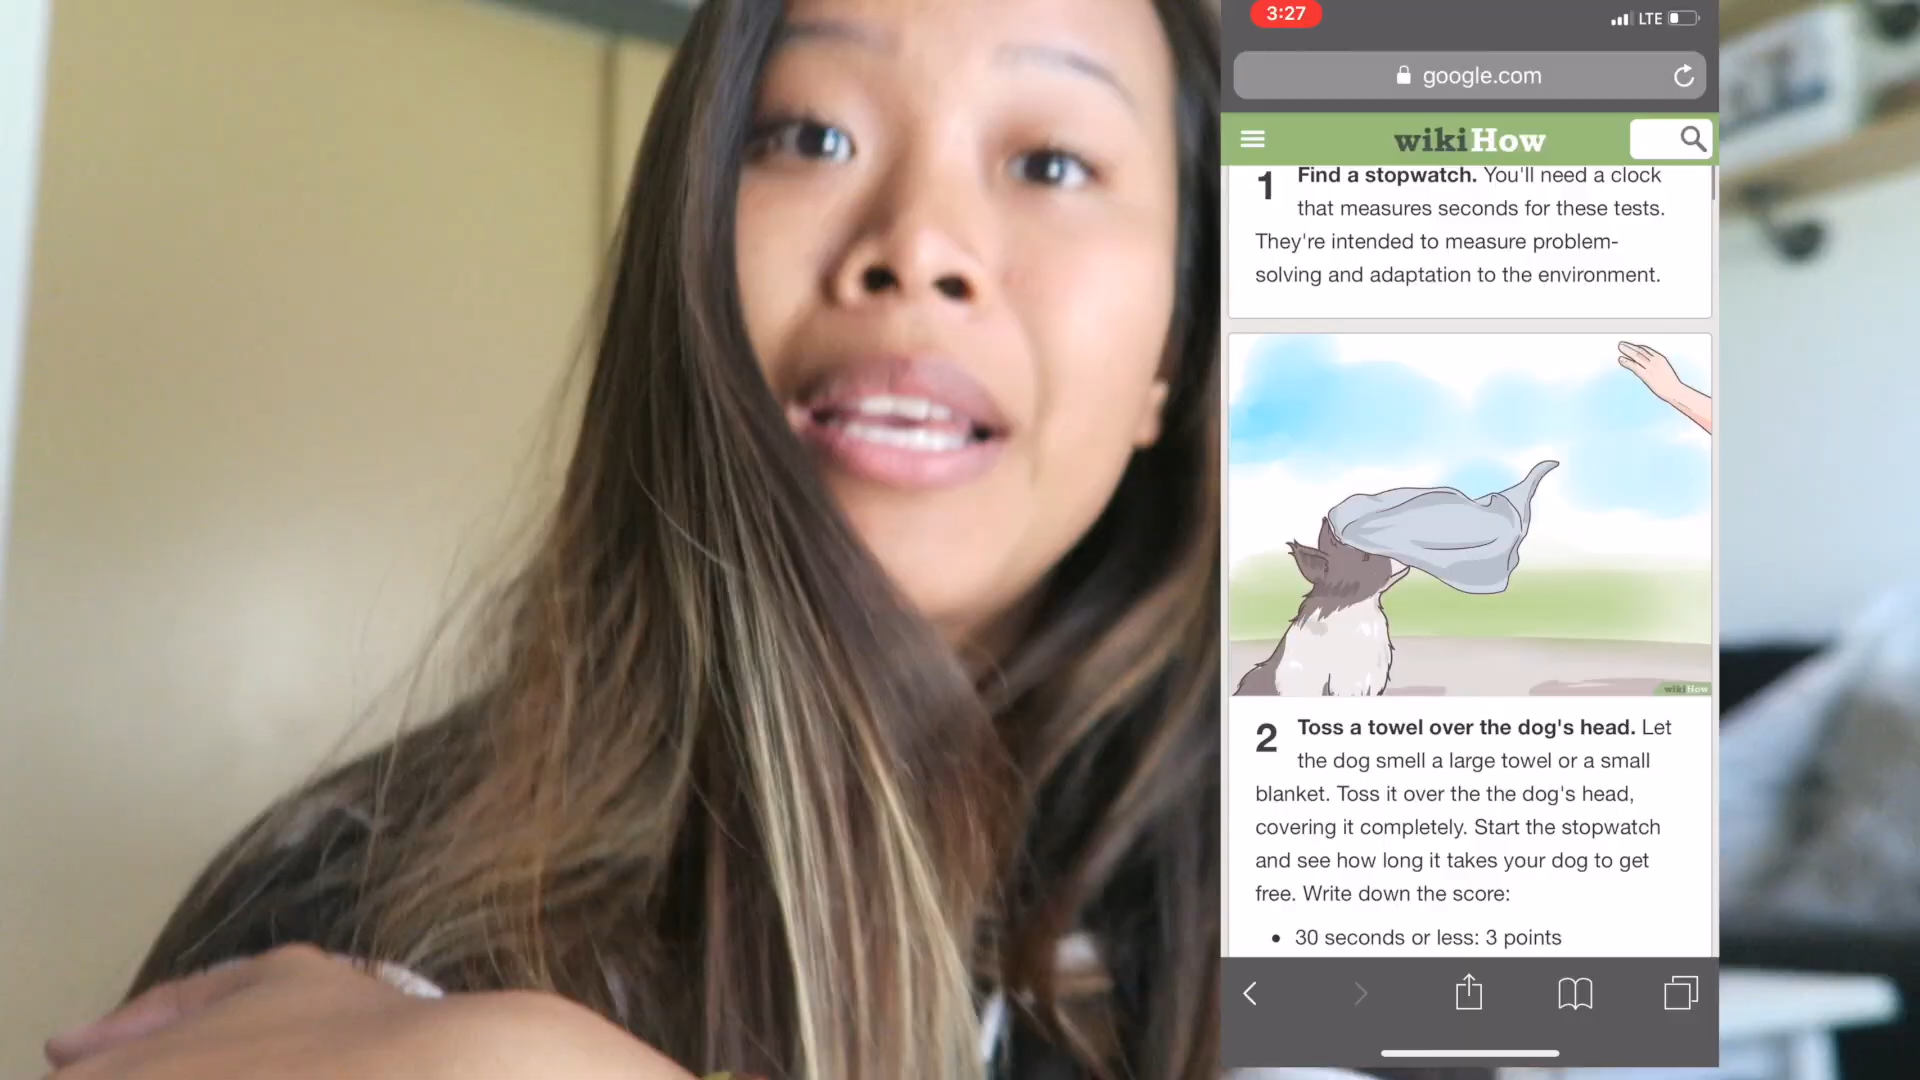 3:27
LTE
google.com
wikiHow
1 Find a stopwatch. You'll need a clock
that measures seconds for these tests.
They're intended to measure problem-
solving and adaptation to the environment.
wikiHow
2 Toss a towel over the dog's head. Let
the dog smell a large towel or a small
blanket. Toss it over the the dog's head,
covering it completely. Start the stopwatch
and see how long it takes your dog to get
free. Write down the score:
• 30 seconds or less: 3 points